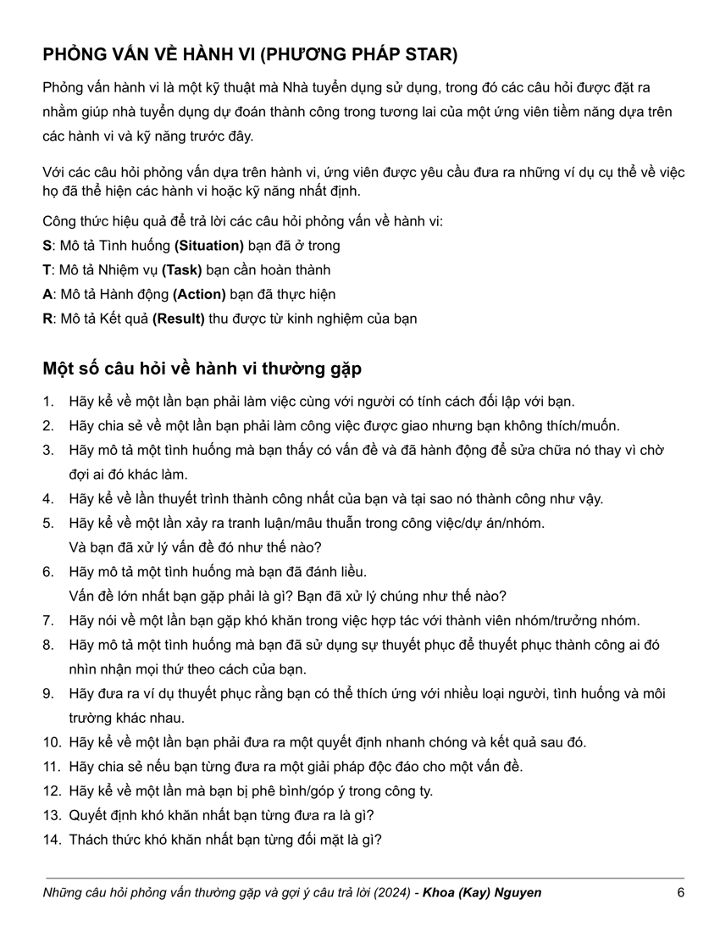 PHỎNG VẤN VỀ HÀNH VI (PHƯƠNG PHÁP STAR)
Phỏng vấn hành vi là một kỹ thuật mà Nhà tuyển dụng sử dụng, trong đó các câu hỏi được đặt ra
nhằm giúp nhà tuyển dụng dự đoán thành công trong tương lai của một ứng viên tiềm năng dựa trên
các hành vi và kỹ năng trước đây.
Với các câu hỏi phỏng vấn dựa trên hành vi, ứng viên được yêu cầu đưa ra những ví dụ cụ thể về việc
họ đã thể hiện các hành vi hoặc kỹ năng nhất định.
Công thức hiệu quả để trả lời các câu hỏi phỏng vấn về hành vi:
S: Mô tả Tình huống (Situation) bạn đã ở trong
T: Mô tả Nhiệm vụ (Task) bạn cần hoàn thành
A: Mô tả Hành động (Action) bạn đã thực hiện
R: Mô tả Kết quả (Result) thu được từ kinh nghiệm của bạn
Một số câu hỏi về hành vi thường gặp
1. Hãy kể về một lần bạn phải làm việc cùng với người có tính cách đối lập với bạn.
2. Hãy chia sẻ về một lần bạn phải làm công việc được giao nhưng bạn không thích/muốn.
3. Hãy mô tả một tình huống mà bạn thấy có vấn đề và đã hành động để sửa chữa nó thay vì chờ
đợi ai đó khác làm.
4. Hãy kể về lần thuyết trình thành công nhất của bạn và tại sao nó thành công như vậy.
5. Hãy kể về một lần xảy ra tranh luận/mâu thuẫn trong công việc/dự án/nhóm.
Và bạn đã xử lý vấn đề đó như thế nào?
6. Hãy mô tả một tình huống mà bạn đã đánh liều.
Vấn đề lớn nhất bạn gặp phải là gì? Bạn đã xử lý chúng như thế nào?
7. Hãy nói về một lần bạn gặp khó khăn trong việc hợp tác với thành viên nhóm/trưởng nhóm.
8. Hãy mô tả một tình huống mà bạn đã sử dụng sự thuyết phục để thuyết phục thành công ai đó
nhìn nhận mọi thứ theo cách của bạn.
9. Hãy đưa ra ví dụ thuyết phục rằng bạn có thể thích ứng với nhiều loại người, tình huống và môi
trường khác nhau.
10. Hãy kể về một lần bạn phải đưa ra một quyết định nhanh chóng và kết quả sau đó.
11. Hãy chia sẻ nếu bạn từng đưa ra một giải pháp độc đáo cho một vấn đề.
12. Hãy kể về một lần mà bạn bị phê bình/góp ý trong công ty.
13. Quyết định khó khăn nhất bạn từng đưa ra là gì?
14. Thách thức khó khăn nhất bạn từng đối mặt là gì?
Những câu hỏi phỏng vấn thường gặp và gợi ý câu trả lời (2024) - Khoa (Kay) Nguyen 6